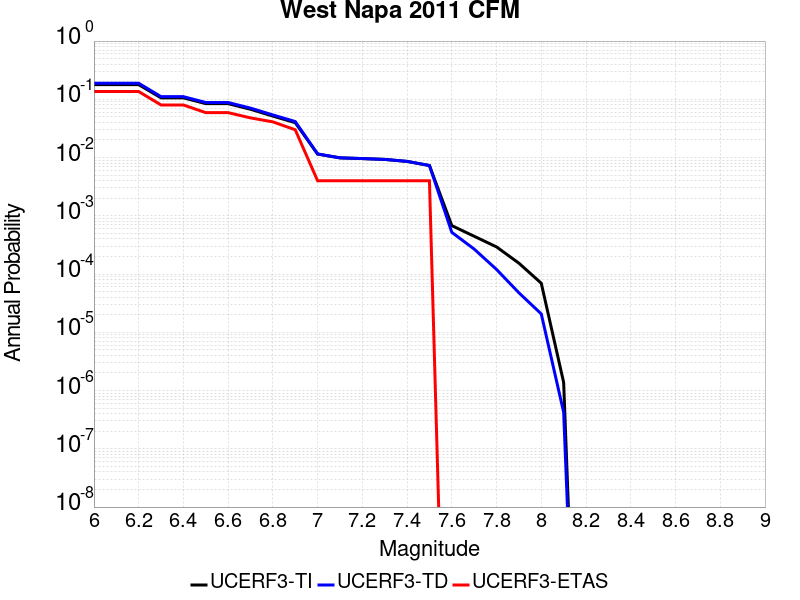 West Napa 2011 CFM
10^0
10^-1
10^-2
10^-3
10^-4
10^-5
10^-6
10^-7
10^-8
Annual Probability
6 6.2 6.4 6.6 6.8 7 7.2 7.4 7.6 7.8 8 8.2 8.4 8.6 8.8 9
Magnitude
UCERF3-TI UCERF3-TD UCERF3-ETAS